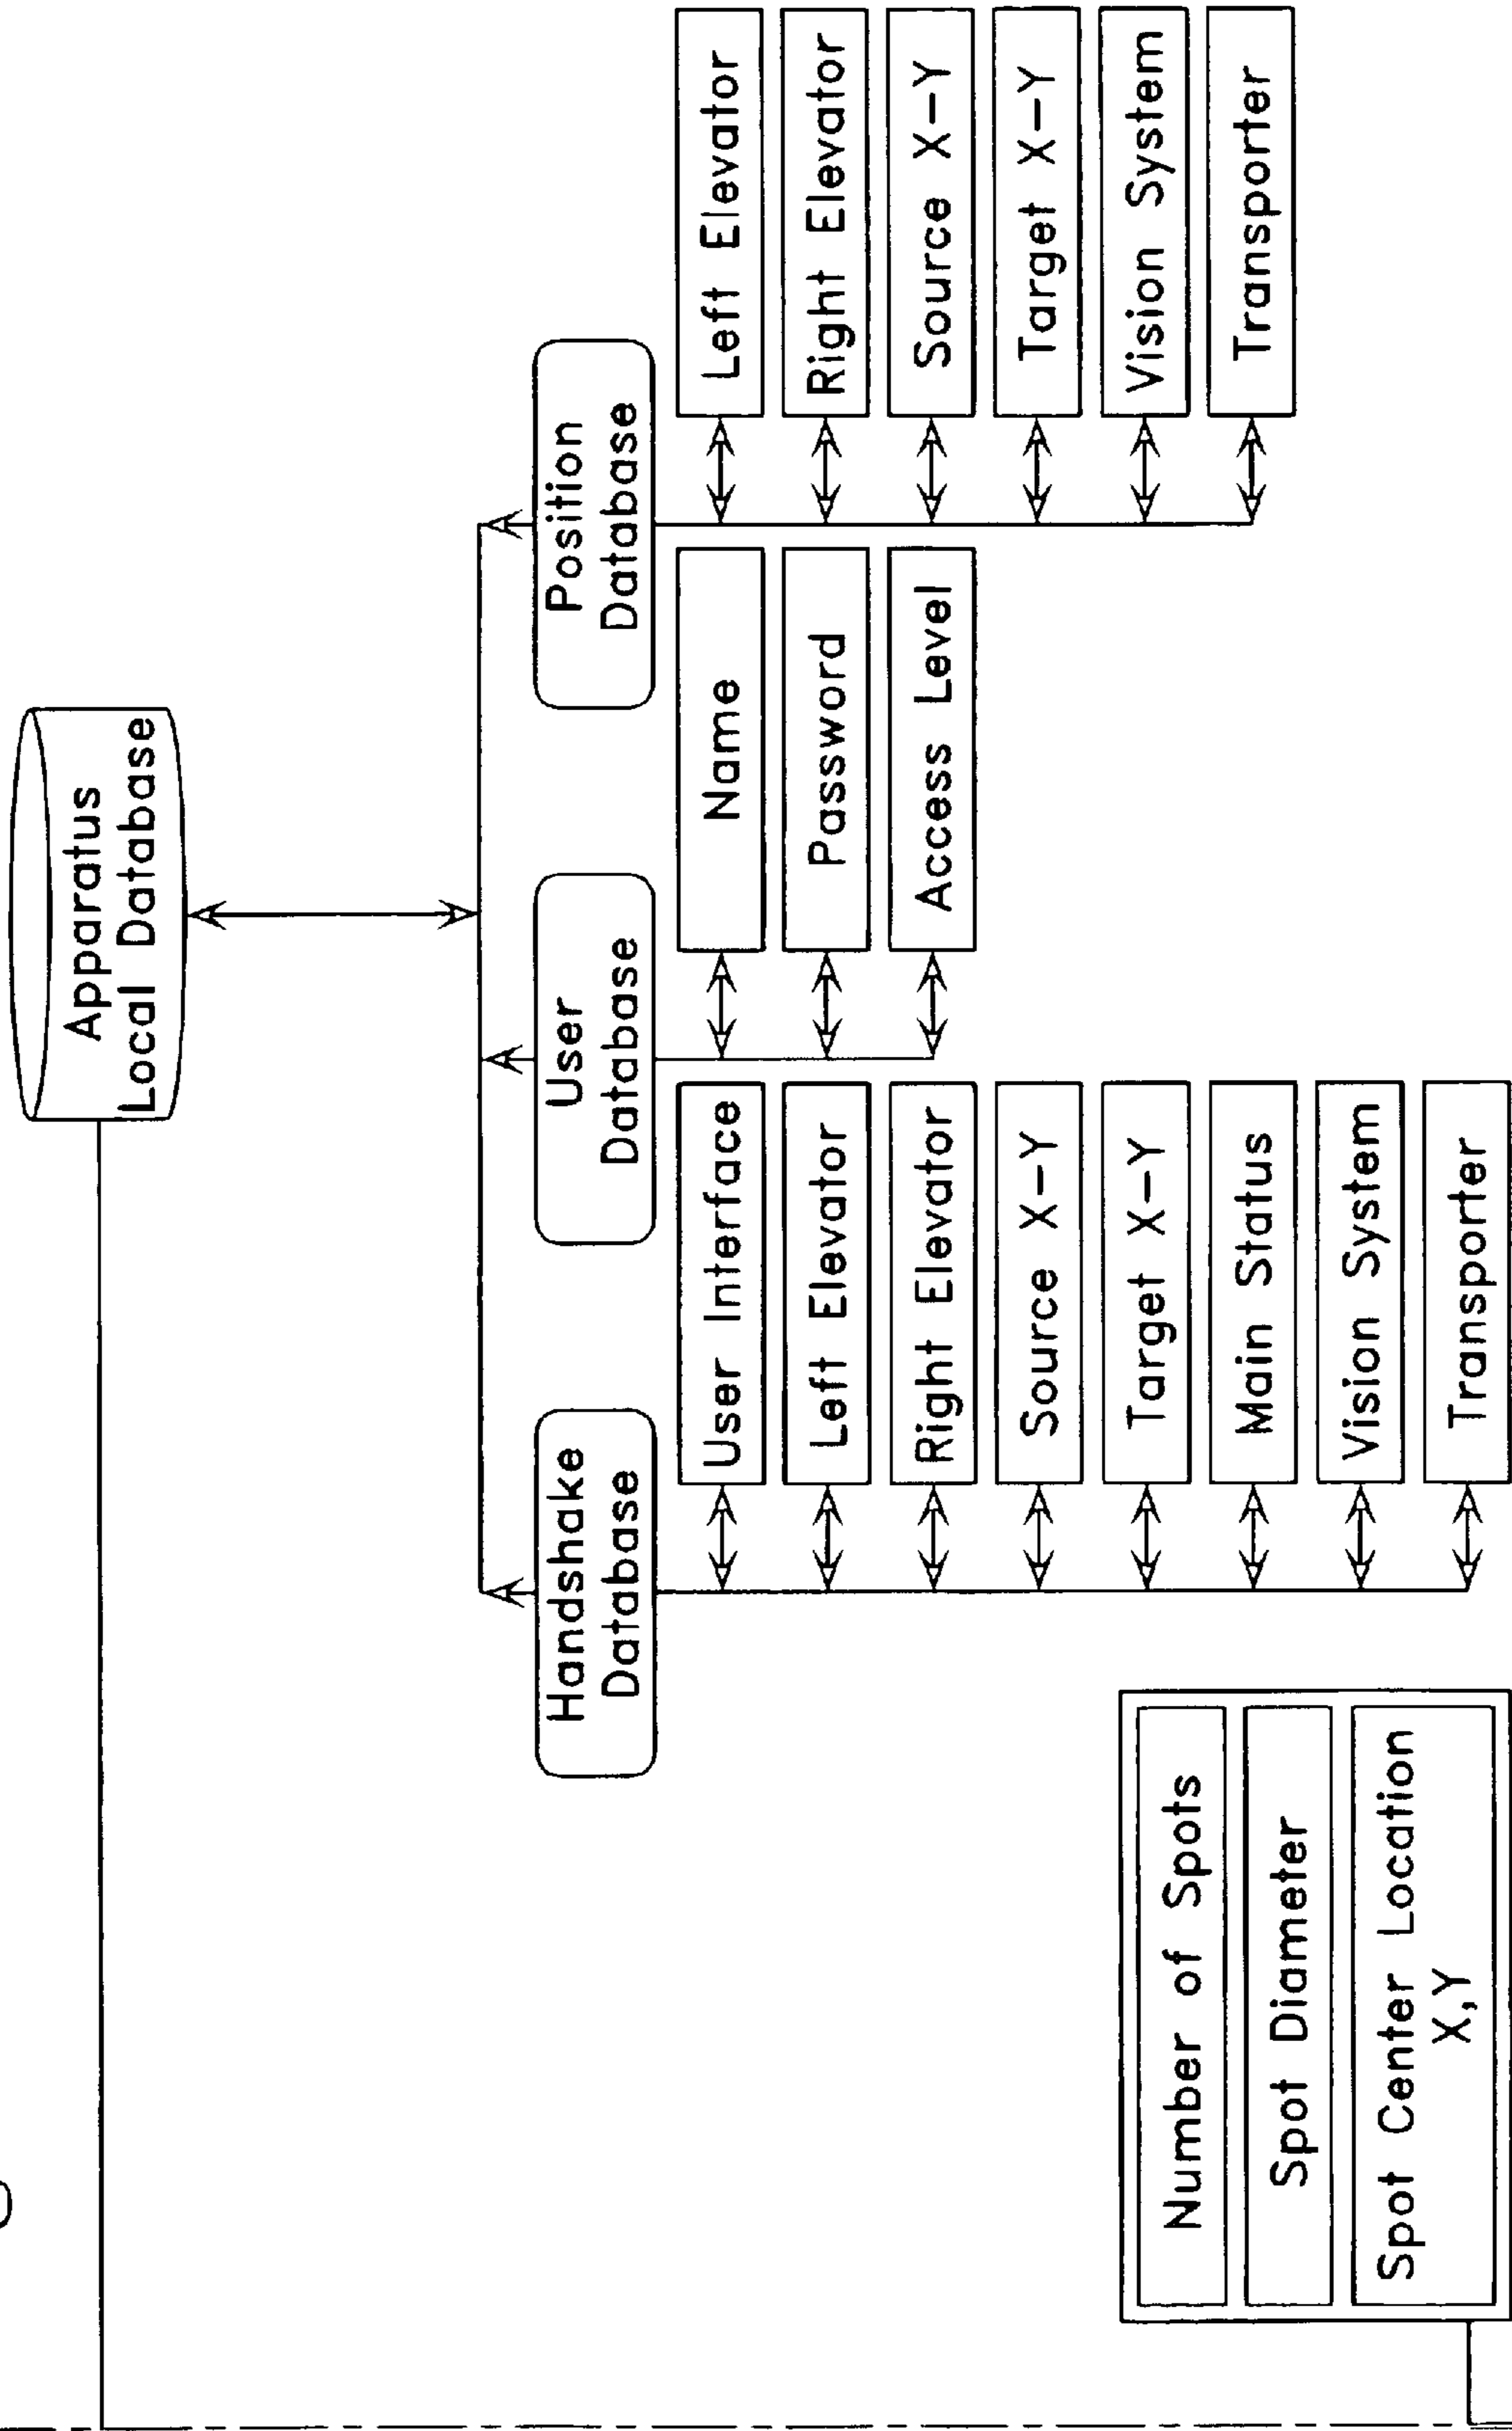 Apparatus
Local Database
Handshake
Database
User Interface
Left Elevator
Right Elevator
Source X-Y
Target X-Y
Main Status
Vision System
Transporter
User
Database
Name
Password
Access Level
Position
Database
Left Elevator
Right Elevator
Source X-Y
Target X-Y
Vision System
Transporter
Number of Spots
Spot Diameter
Spot Center Location
X,Y